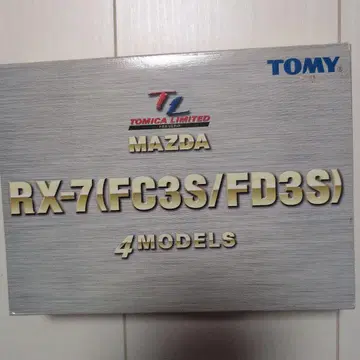 TOMY
TL
TOMICA LIMITED
MAZDA
RX-7(FC3S/FD3S)
4 MODELS